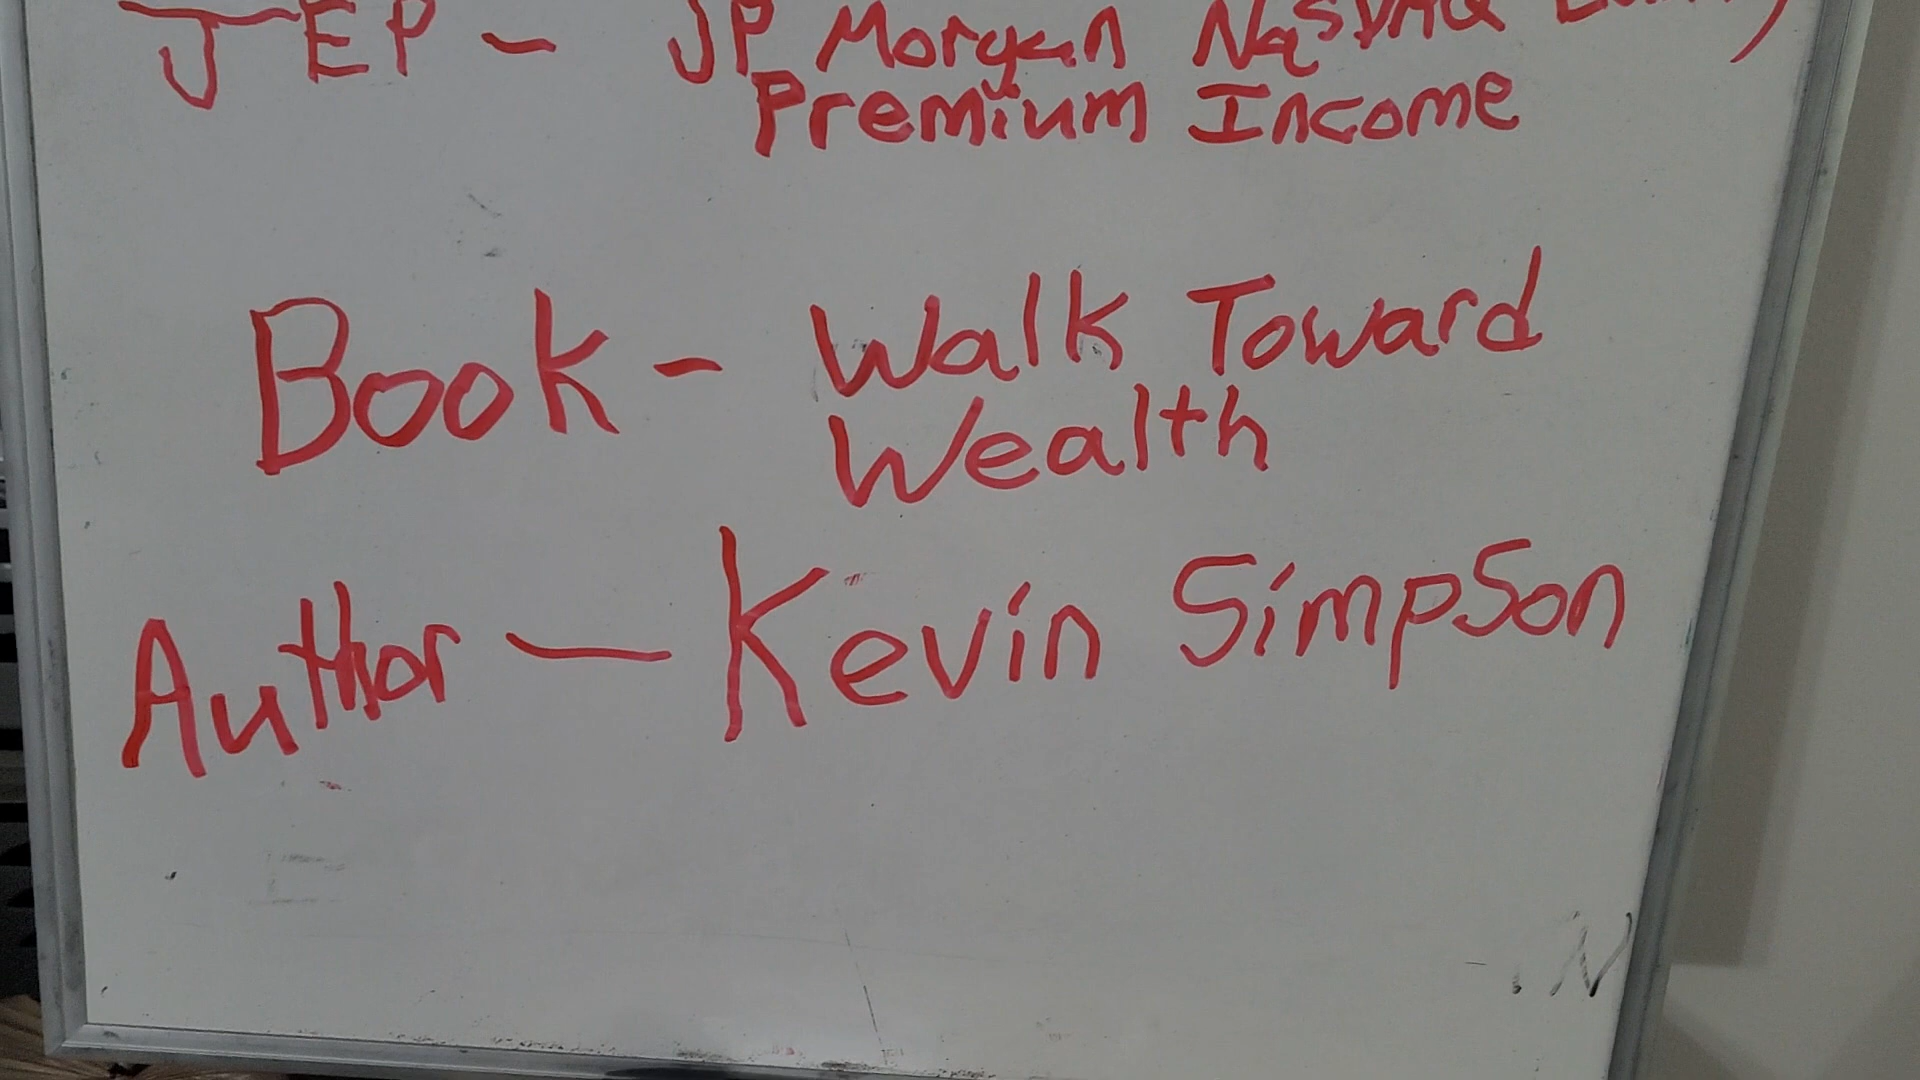 JEP - JP Morgan NaSDAQ
Premium Income
Book - Walk Toward
Wealth
Author - Kevin Simpson